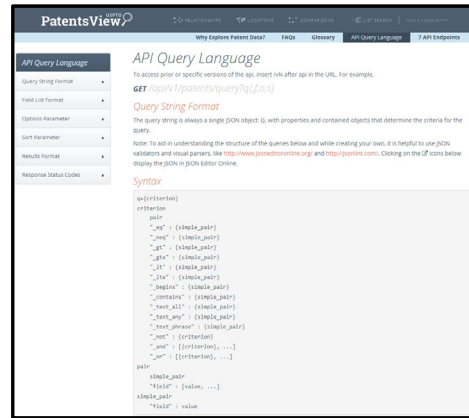 PatentsView USPTO
RELATIONSHIPS LOCATIONS COMPARISONS LIST SEARCH
Why Explore Patent Data? FAQs Glossary API Query Language 7 API Endpoints
API Query Language
Query String Format
Field List Format
Options Parameter
Sort Parameter
Results Format
Response Status Codes
API Query Language
To access prior or specific versions of the api, insert /vN after api in the URL. For example,
GET /api/v1/patents/query?q{,f,o,s}
Query String Format
The query string is always a single JSON object: {}, with properties and contained objects that determine the criteria for the
query.
Note: To aid in understanding the structure of the queries below and while creating your own, it is helpful to use JSON
validators and visual parsers, like http://www.jsoneditoronline.org/ and http://jsonlint.com/. Clicking on the icons below
display the JSON in JSON Editor Online.
Syntax
q={criterion}
criterion
pair
"_eq" : {simple_pair}
"_neq" : {simple_pair}
"_gt" : {simple_pair}
"_gte" : {simple_pair}
"_lt" : {simple_pair}
"_lte" : {simple_pair}
"_begins" : {simple_pair}
"_contains" : {simple_pair}
"_text_all" : {simple_pair}
"_text_any" : {simple_pair}
"_text_phrase" : {simple_pair}
"_not" : {criterion}
"_and" : [{criterion}, ...]
"_or" : [{criterion}, ...]
pair
simple_pair
"field" : [value, ...]
simple_pair
"field" : value